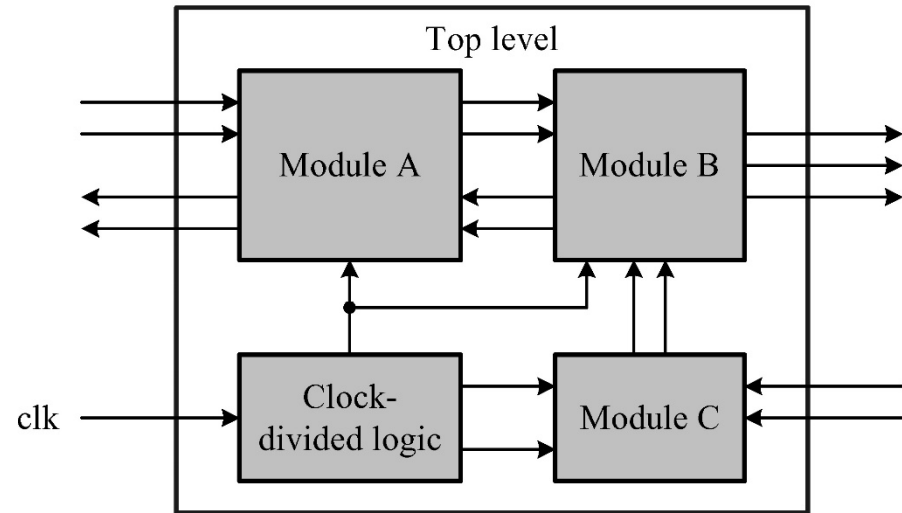 Top level
Module A
Module B
clk
Clock-
divided logic
Module C